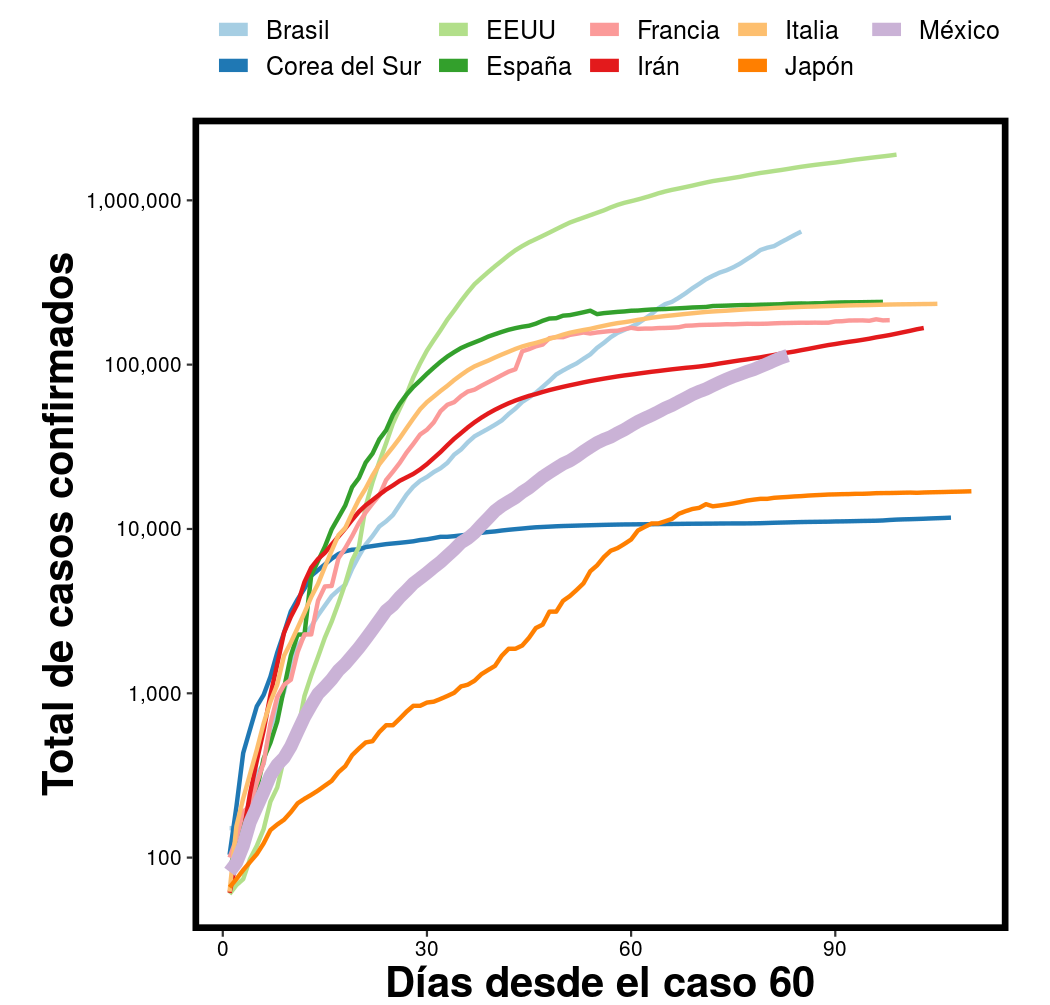 Brasil EEUU Francia Italia México
Corea del Sur España Irán Japón
1,000,000
100,000
10,000
1,000
100
Total de casos confirmados
0 30 60 90
Días desde el caso 60